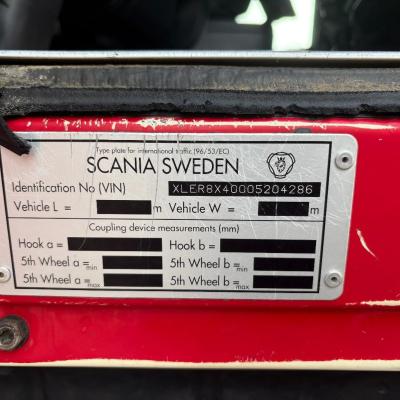 Type plate for international traffic (96/53/EC)
SCANIA SWEDEN
Identification No (VIN) XLER8X40005204286
Vehicle L = m Vehicle W = m
Coupling device measurements (mm)
Hook a = Hook b =
5th Wheel a min = 5th Wheel b min =
5th Wheel a max = 5th Wheel b max =